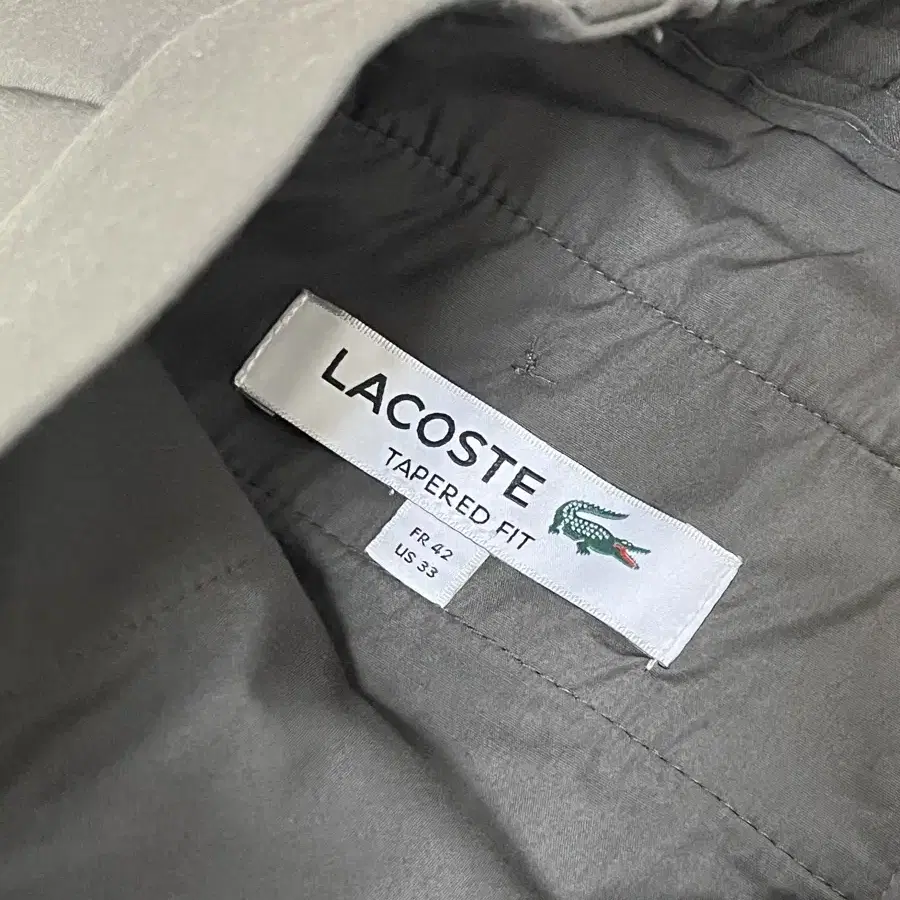 LACOSTE
TAPERED FIT
FR 42
US 33